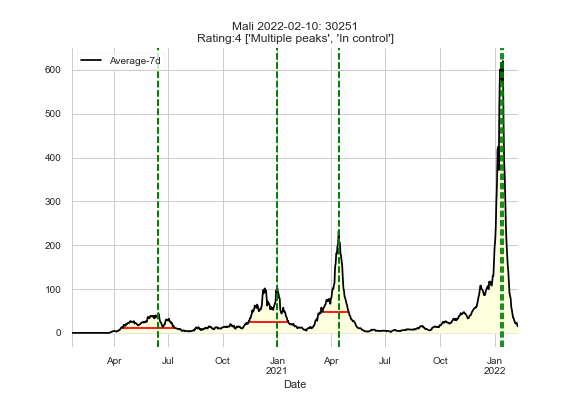 Mali 2022-02-10: 30251
Rating:4 ['Multiple peaks', 'In control']
Average-7d
600
500
400
300
200
100
0
Apr Jul Oct Jan Apr Jul Oct Jan
2021 2022
Date